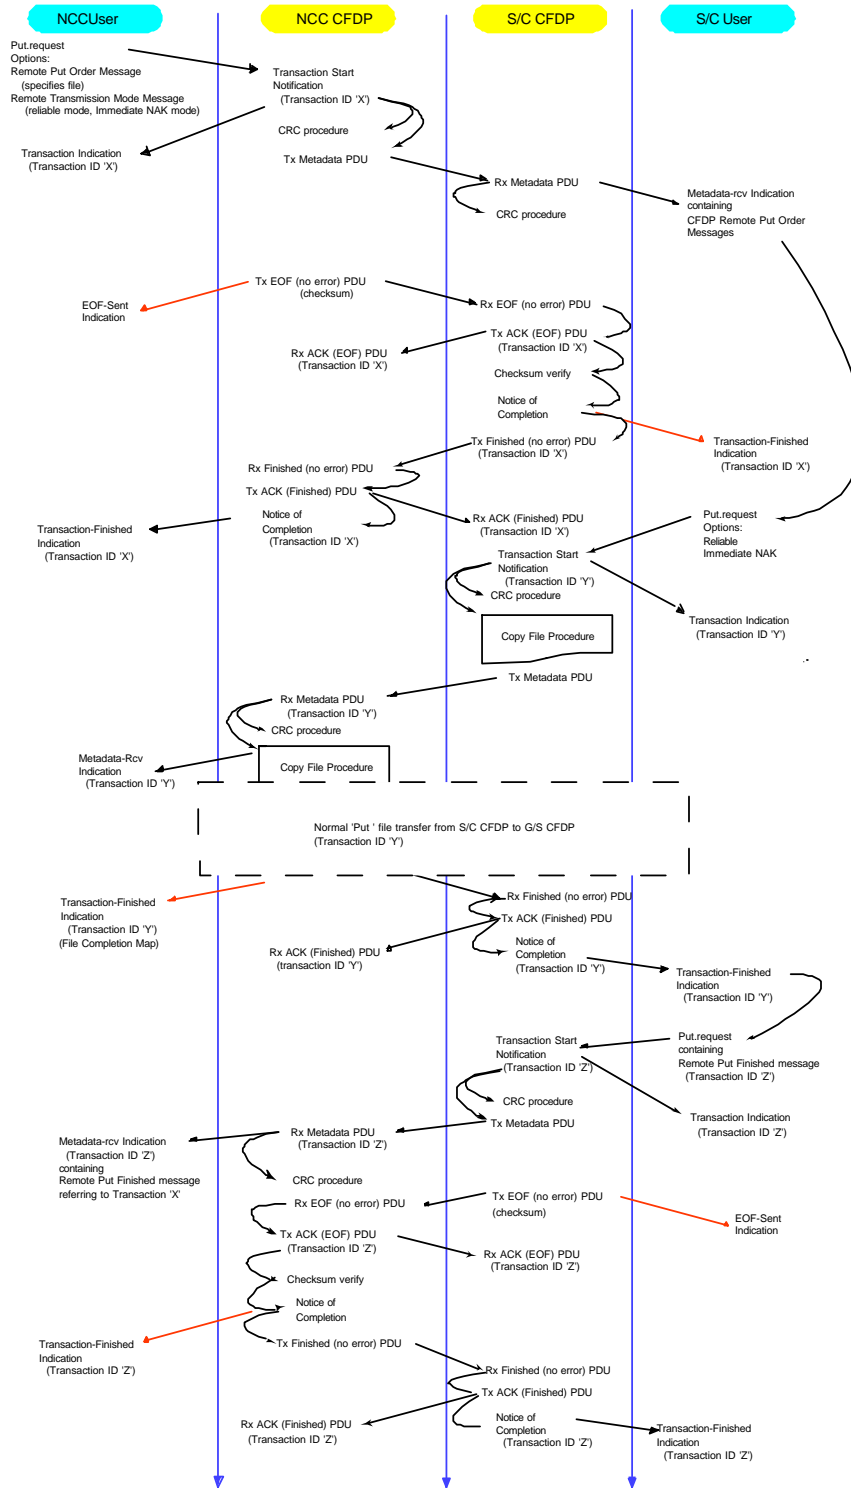 NCCUser
NCC CFDP
S/C CFDP
S/C User
Put.request
Options:
Remote Put Order Message
(specifies file)
Remote Transmission Mode Message
(reliable mode, Immediate NAK mode)
Transaction Start
Notification
(Transaction ID 'X')
CRC procedure
Transaction Indication
(Transaction ID 'X')
Tx Metadata PDU
Rx Metadata PDU
CRC procedure
Metadata-rcv Indication
containing
CFDP Remote Put Order
Messages
Tx EOF (no error) PDU
(checksum)
EOF-Sent
Indication
Rx EOF (no error) PDU
Tx ACK (EOF) PDU
(Transaction ID 'X')
Rx ACK (EOF) PDU
(Transaction ID 'X')
Checksum verify
Notice of
Completion
Tx Finished (no error) PDU
(Transaction ID 'X')
Transaction-Finished
Indication
(Transaction ID 'X')
Rx Finished (no error) PDU
Tx ACK (Finished) PDU
Notice of
Completion
(Transaction ID 'X')
Transaction-Finished
Indication
(Transaction ID 'X')
Rx ACK (Finished) PDU
(Transaction ID 'X')
Put.request
Options:
Reliable
Immediate NAK
Transaction Start
Notification
(Transaction ID 'Y')
CRC procedure
Transaction Indication
(Transaction ID 'Y')
Copy File Procedure
Tx Metadata PDU
Rx Metadata PDU
(Transaction ID 'Y')
CRC procedure
Metadata-Rcv
Indication
(Transaction ID 'Y')
Copy File Procedure
Normal 'Put ' file transfer from S/C CFDP to G/S CFDP
(Transaction ID 'Y')
Transaction-Finished
Indication
(Transaction ID 'Y')
(File Completion Map)
Rx Finished (no error) PDU
Tx ACK (Finished) PDU
Rx ACK (Finished) PDU
(transaction ID 'Y')
Notice of
Completion
(Transaction ID 'Y')
Transaction-Finished
Indication
(Transaction ID 'Y')
Put.request
containing
Remote Put Finished message
(Transaction ID 'Z')
Transaction Start
Notification
(Transaction ID 'Z')
CRC procedure
Tx Metadata PDU
Transaction Indication
(Transaction ID 'Z')
Rx Metadata PDU
(Transaction ID 'Z')
Metadata-rcv Indication
(Transaction ID 'Z')
containing
Remote Put Finished message
referring to Transaction 'X'
CRC procedure
Tx EOF (no error) PDU
(checksum)
Rx EOF (no error) PDU
EOF-Sent
Indication
Tx ACK (EOF) PDU
(Transaction ID 'Z')
Rx ACK (EOF) PDU
(Transaction ID 'Z')
Checksum verify
Notice of
Completion
Tx Finished (no error) PDU
Transaction-Finished
Indication
(Transaction ID 'Z')
Rx Finished (no error) PDU
Tx ACK (Finished) PDU
Rx ACK (Finished) PDU
(Transaction ID 'Z')
Notice of
Completion
(Transaction ID 'Z')
Transaction-Finished
Indication
(Transaction ID 'Z')